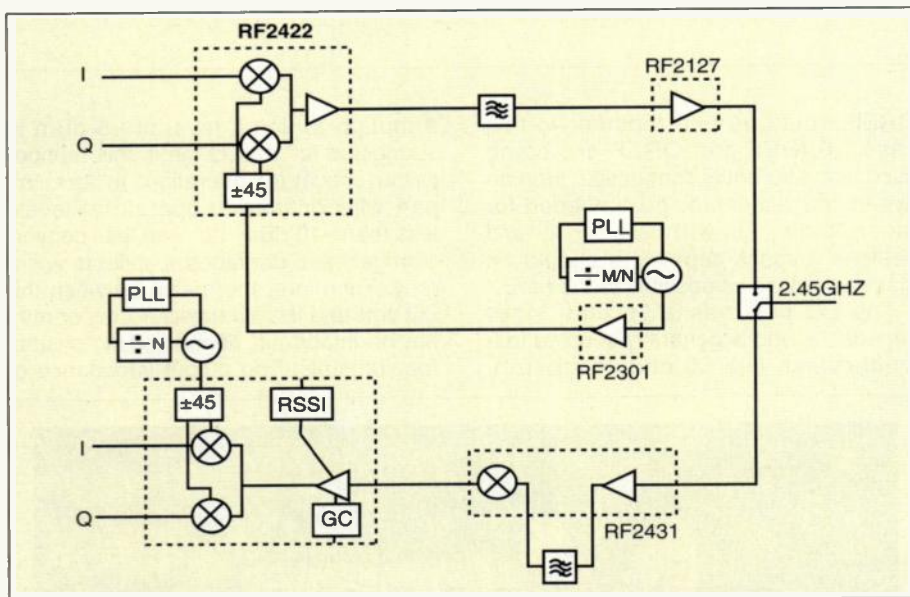 RF2422
I
Q
±45
RF2127
PLL
÷ M/N
RF2301
2.45GHZ
PLL
÷ N
±45
RSSI
I
Q
GC
RF2431